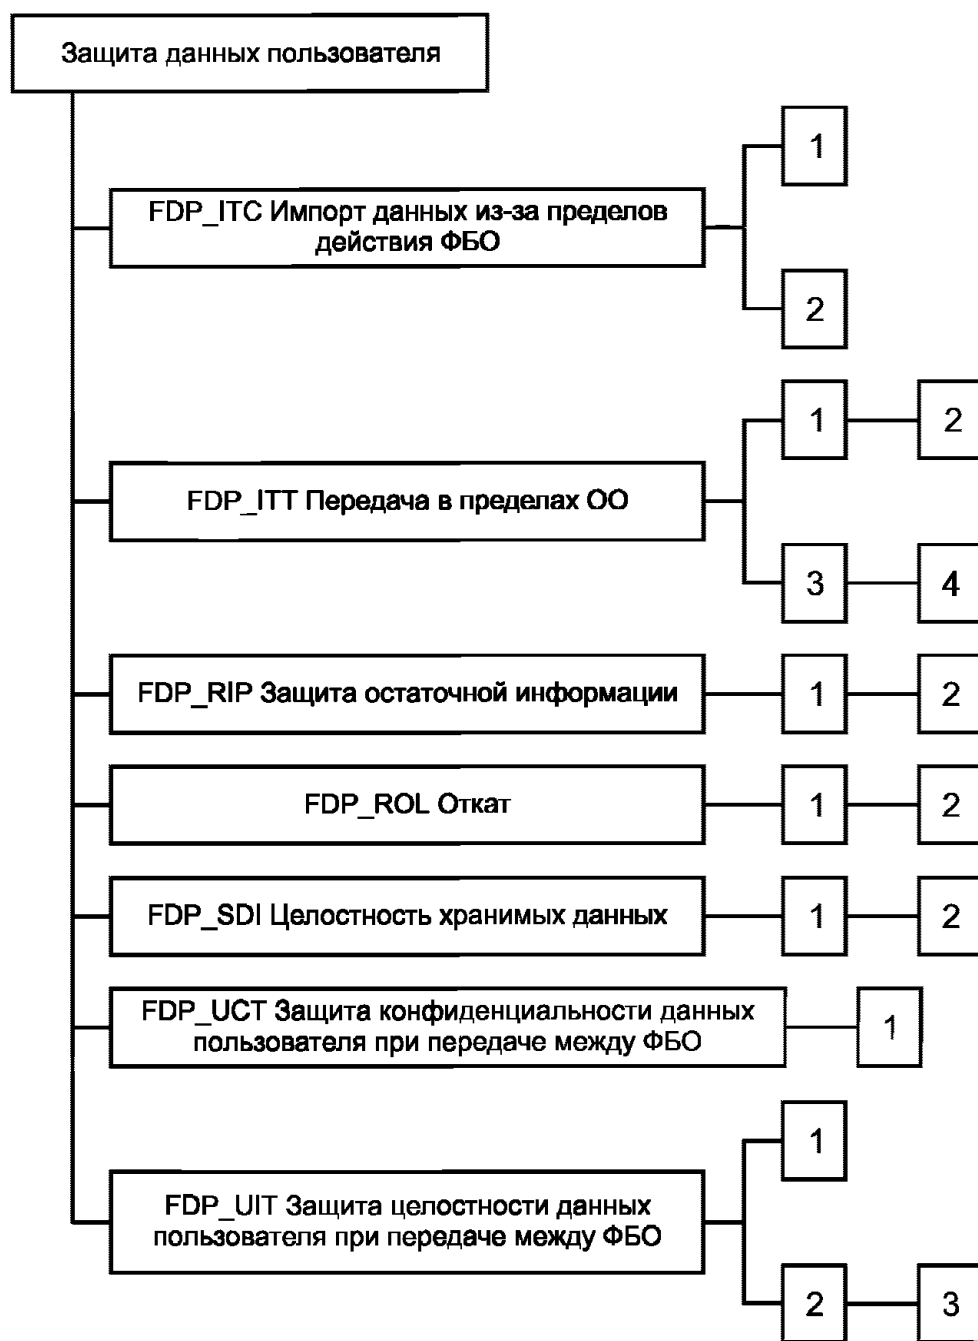 Защита данных пользователя
1
FDP_ITC Импорт данных из-за пределов
действия ФБО
2
1 2
FDP_ITT Передача в пределах ОО
3 4
FDP_RIP Защита остаточной информации 1 2
FDP_ROL Откат 1 2
FDP_SDI Целостность хранимых данных 1 2
FDP_UCT Защита конфиденциальности данных
пользователя при передаче между ФБО 1
1
FDP_UIT Защита целостности данных
пользователя при передаче между ФБО
2 3